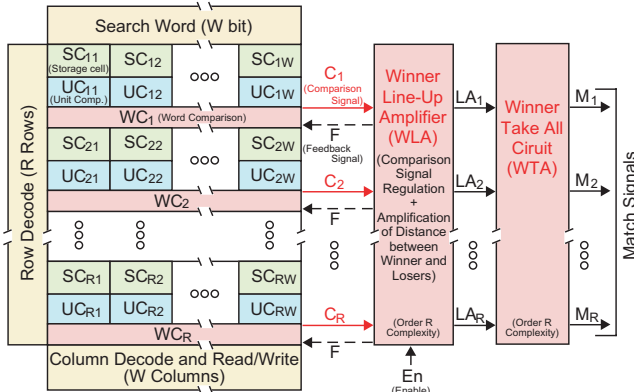 Search Word (W bit)
Row Decode (R Rows)
SC11
(Storage cell)
SC12
SC1W
UC11
(Unit Comp.)
UC12
UC1W
WC1 (Word Comparison)
SC21
SC22
SC2W
UC21
UC22
UC2W
WC2
SCR1
SCR2
SCRW
UCR1
UCR2
UCRW
WCR
Column Decode and Read/Write
(W Columns)
C1
(Comparison
Signal)
F
(Feedback
Signal)
C2
F
CR
F
Winner
Line-Up
Amplifier
(WLA)
(Comparison
Signal
Regulation
+
Amplification
of Distance
between
Winner and
Losers)
(Order R
Complexity)
En
(Enable)
LA1
LA2
LAR
Winner
Take All
Ciruit
(WTA)
(Order R
Complexity)
M1
M2
MR
Match Signals